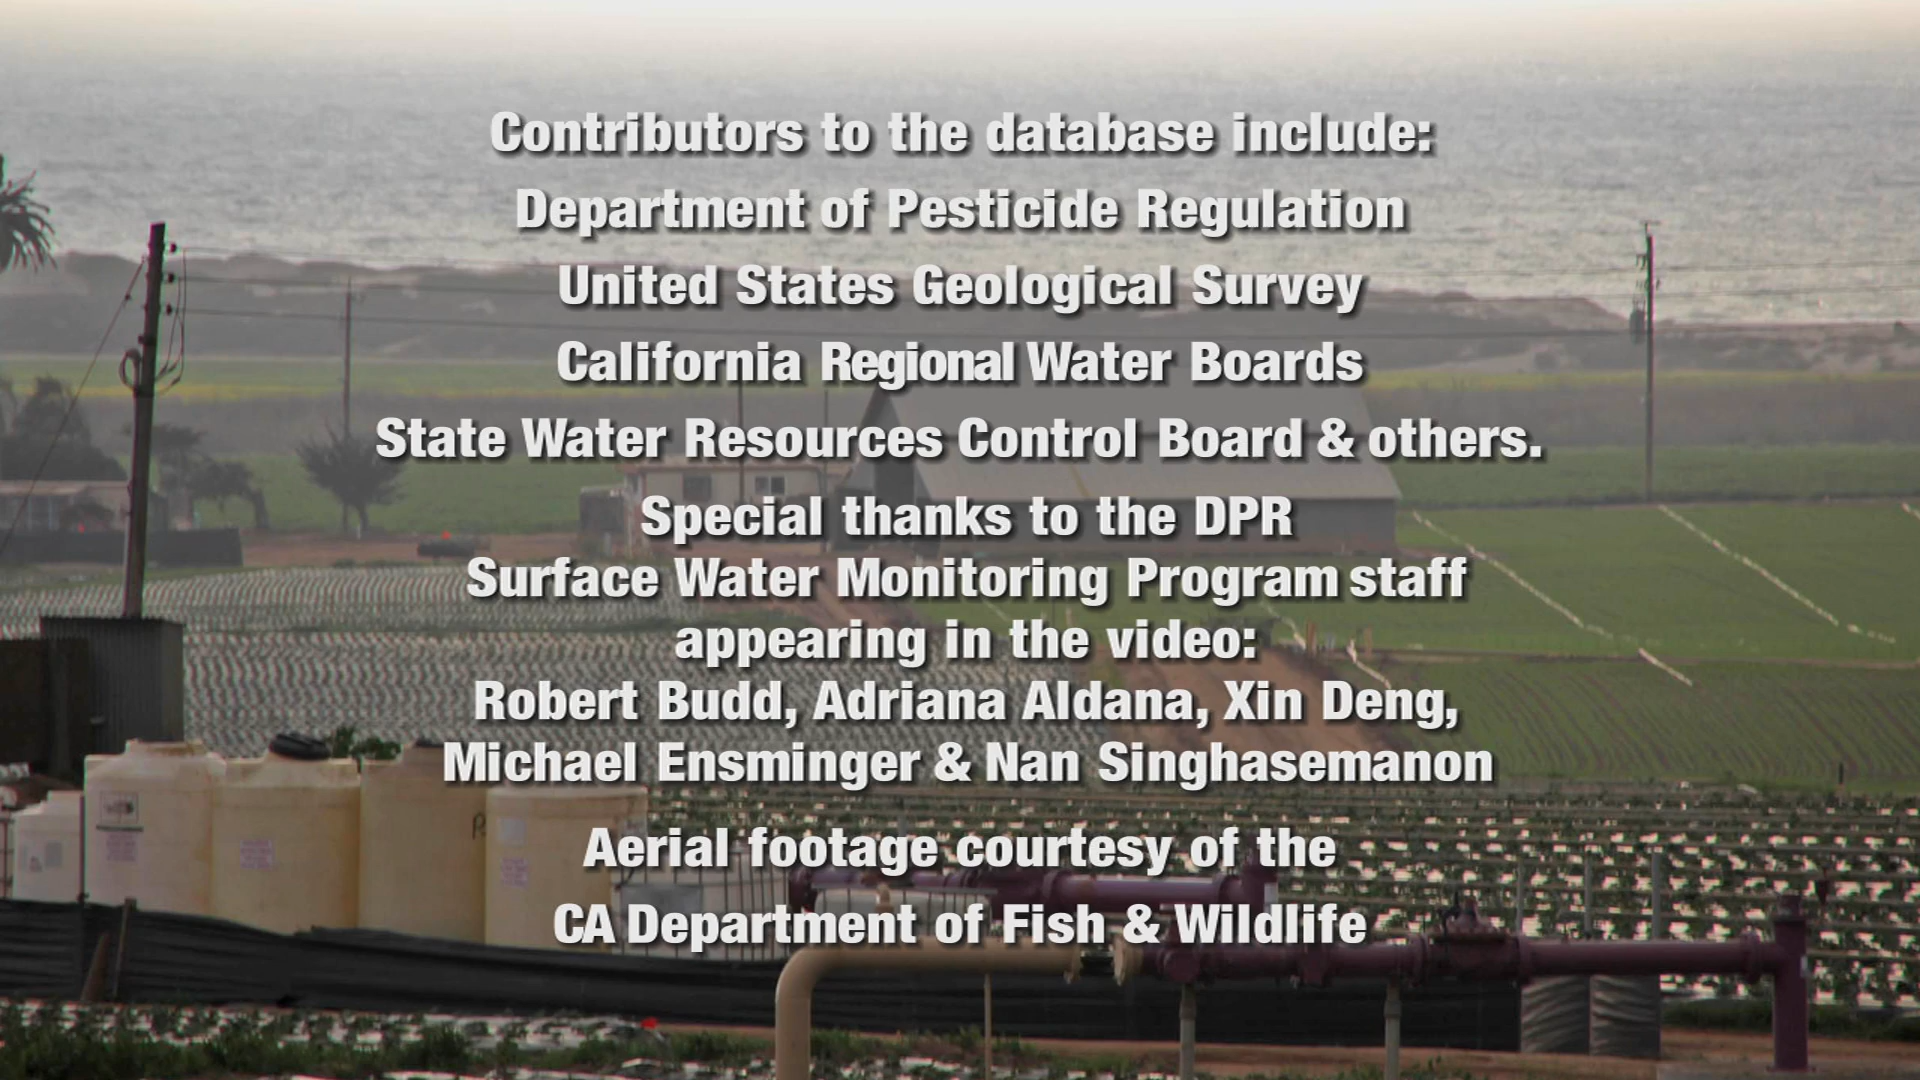 Contributors to the database include:
Department of Pesticide Regulation
United States Geological Survey
California Regional Water Boards
State Water Resources Control Board & others.
Special thanks to the DPR
Surface Water Monitoring Program staff
appearing in the video:
Robert Budd, Adriana Aldana, Xin Deng,
Michael Ensminger & Nan Singhasemanon
Aerial footage courtesy of the
CA Department of Fish & Wildlife